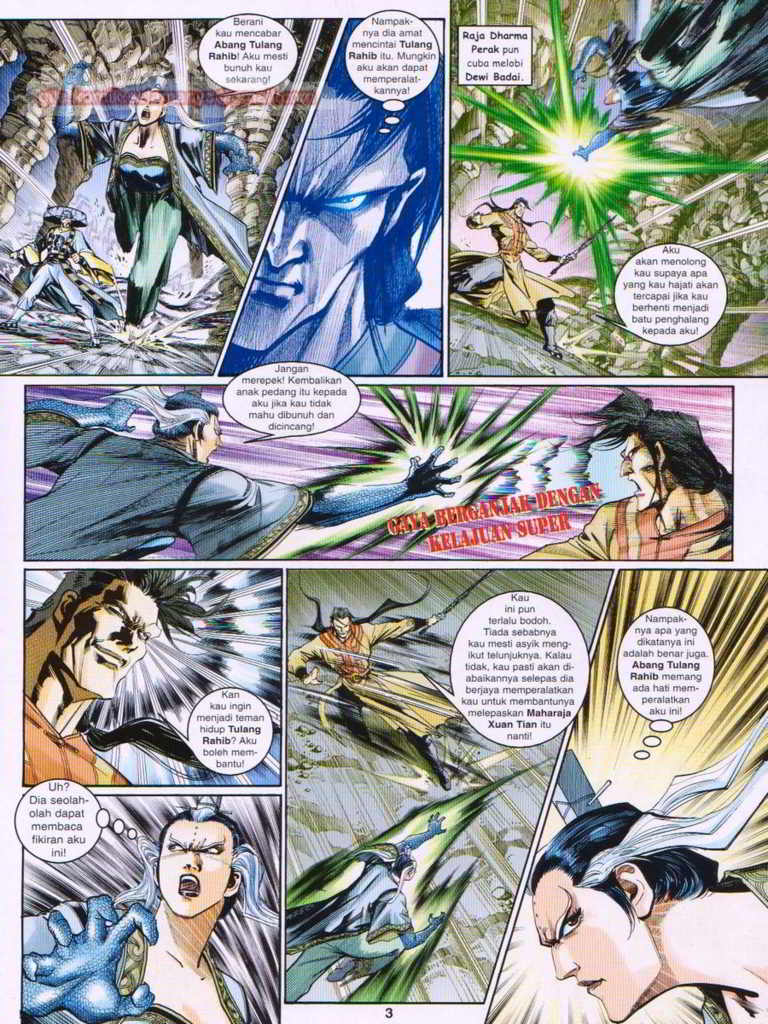 Berani
kau mencabar
Abang Tulang
Rahib! Aku mesti
bunuh kau
sekarang!
Nampak-
nya dia amat
mencintai Tulang
Rahib itu. Mungkin
aku akan dapat
memperalat-
kannya!
Raja Dharma
Perak pun
cuba melobi
Dewi Badai.
Aku
akan menolong
kau supaya apa
yang kau hajati akan
tercapai jika kau
berhenti menjadi
batu penghalang
kepada aku!
Jangan
merepek! Kembalikan
anak pedang itu kepada
aku jika kau tidak
mahu dibunuh dan
dicincang!
GAYA BERGANJAK DENGAN
KELAJUAN SUPER
Kan
kau ingin
menjadi teman
hidup Tulang
Rahib? Aku
boleh mem-
bantu!
Kau
ini pun
terlalu bodoh.
Tiada sebabnya
kau mesti asyik meng-
ikut telunjuknya. Kalau
tidak, kau pasti akan di-
abaikannya selepas dia
berjaya memperalatkan
kau untuk membantunya
melepaskan Maharaja
Xuan Tian itu
nanti!
Nampak-
nya apa yang
dikatanya ini
adalah benar juga.
Abang Tulang
Rahib memang
ada hati mem-
peralatkan
aku ini!
Uh?
Dia seolah-
olah dapat
membaca
fikiran aku
ini!
3